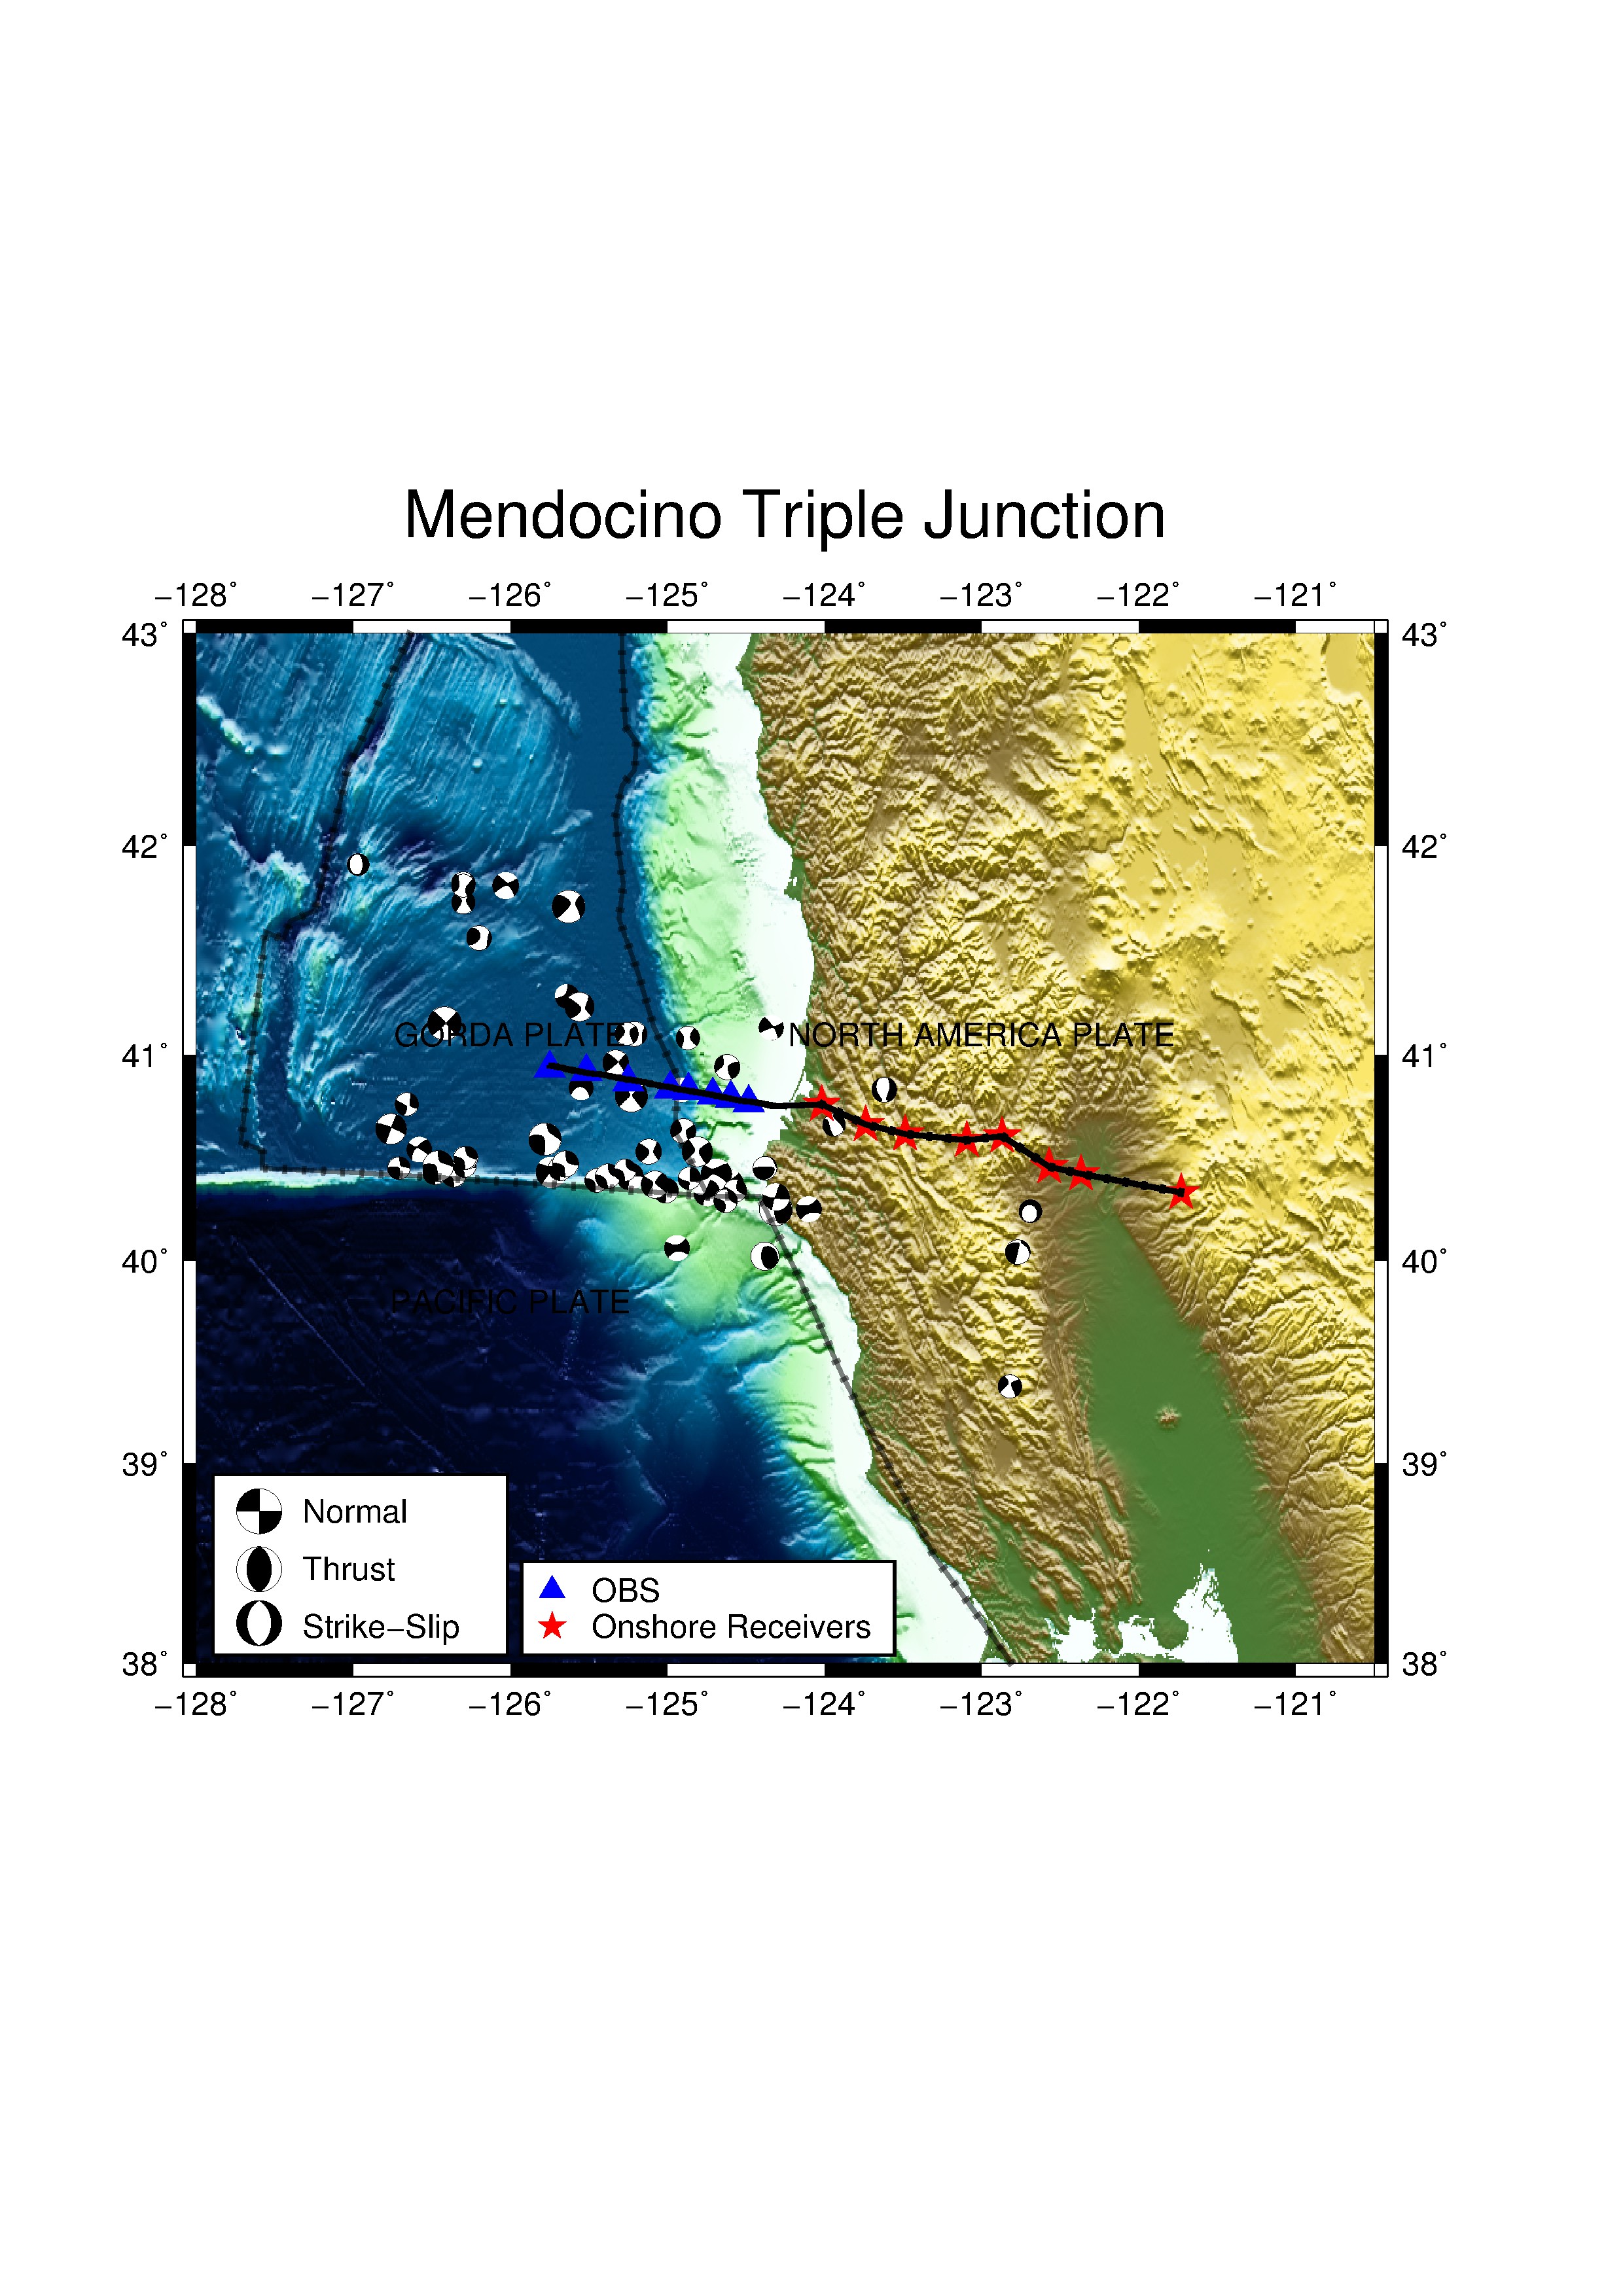 Mendocino Triple Junction
−128˚ −127˚ −126˚ −125˚ −124˚ −123˚ −122˚ −121˚
43˚ 43˚
42˚ 42˚
GORDA PLATE NORTH AMERICA PLATE
41˚ 41˚
40˚ 40˚
PACIFIC PLATE
39˚ 39˚
Normal
Thrust
Strike−Slip
OBS
Onshore Receivers
38˚ 38˚
−128˚ −127˚ −126˚ −125˚ −124˚ −123˚ −122˚ −121˚